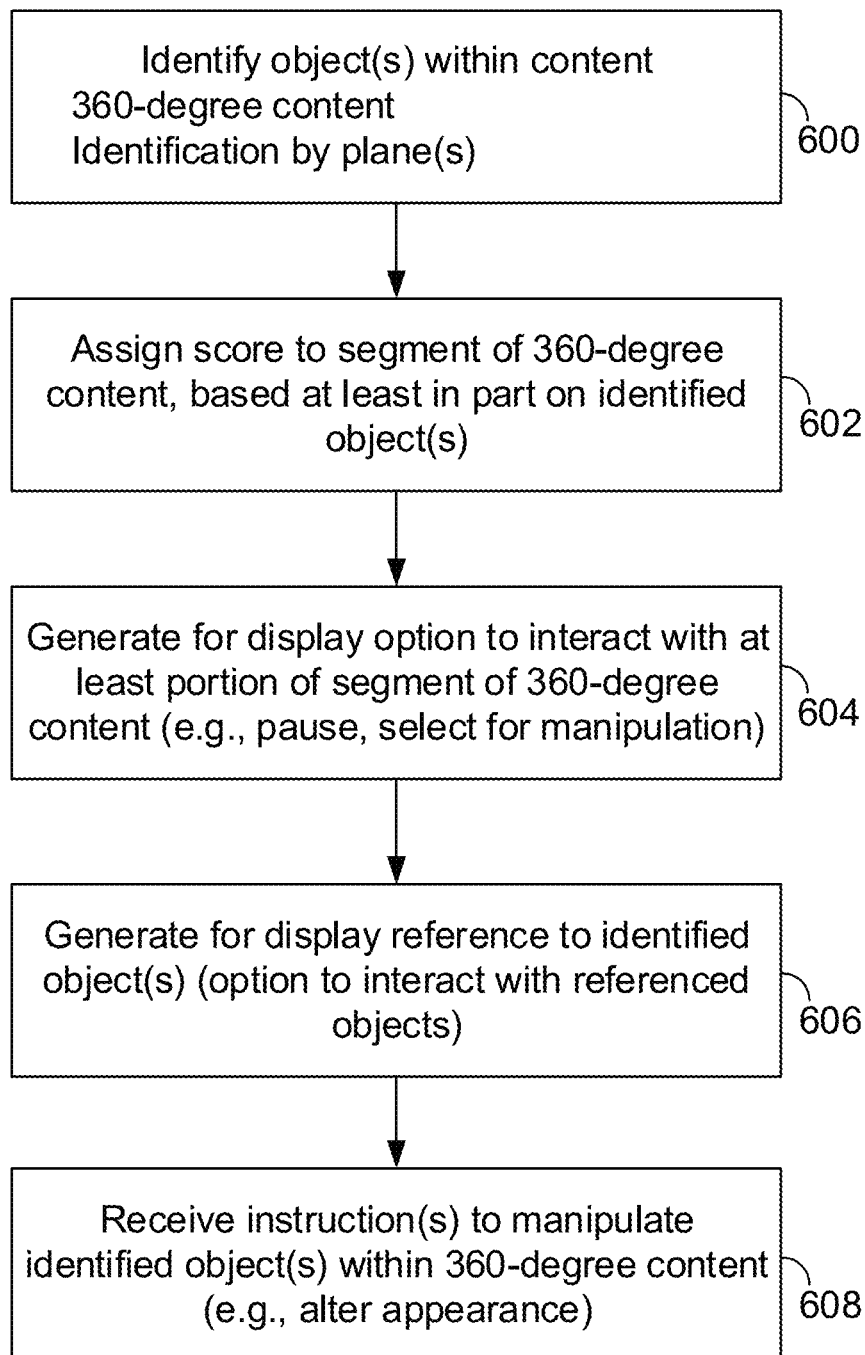 Identify object(s) within content
360-degree content
Identification by plane(s)
600
Assign score to segment of 360-degree
content, based at least in part on identified
object(s)
602
Generate for display option to interact with at
least portion of segment of 360-degree
content (e.g., pause, select for manipulation)
604
Generate for display reference to identified
object(s) (option to interact with referenced
objects)
606
Receive instruction(s) to manipulate
identified object(s) within 360-degree content
(e.g., alter appearance)
608